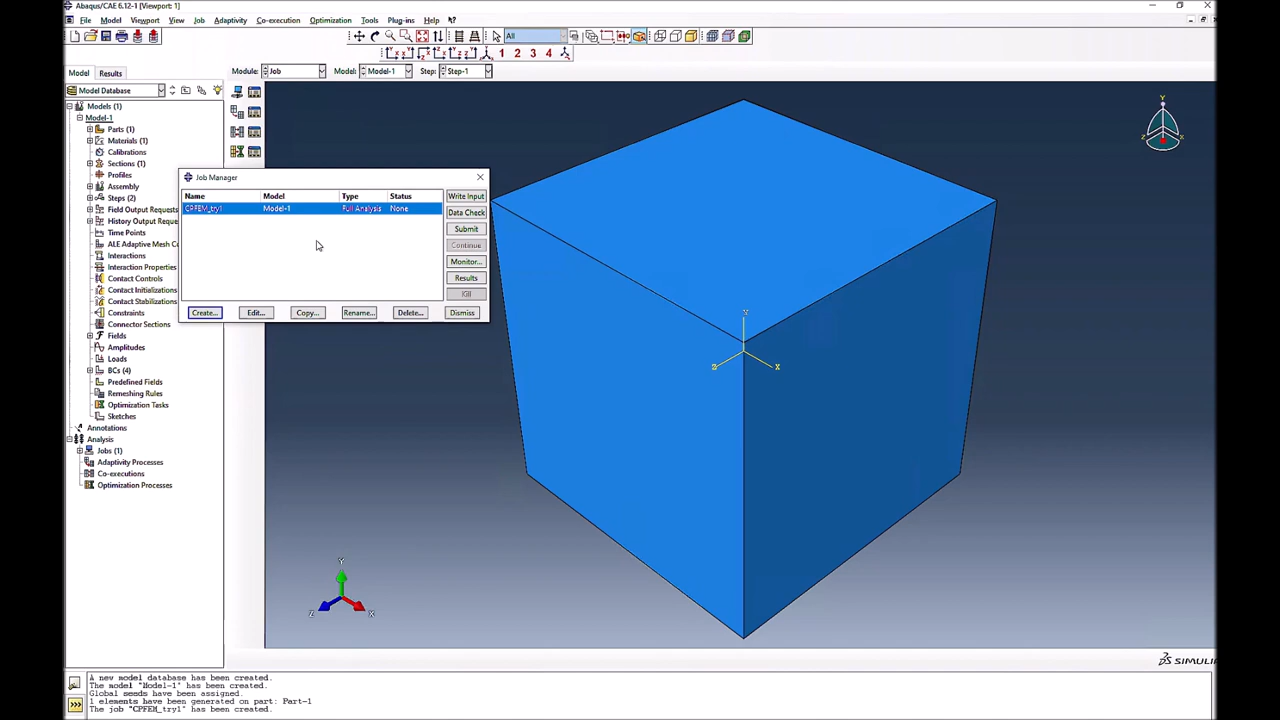 Abaqus/CAE 6.12-1 [Viewport: 1]
File Model Viewport View Job Adaptivity Co-execution Optimization Tools Plug-ins Help
All
1 2 3 4
Model Results
Module: Job Model: Model-1 Step: Step-1
Model Database
Models (1)
Model-1
Parts (1)
Materials (1)
Calibrations
Sections (1)
Profiles
Assembly
Steps (2)
Field Output Requests
History Output Reque
Time Points
ALE Adaptive Mesh Co
Interactions
Interaction Properties
Contact Controls
Contact Initializations
Contact Stabilizations
Constraints
Connector Sections
Fields
Amplitudes
Loads
BCs (4)
Predefined Fields
Remeshing Rules
Optimization Tasks
Sketches
Annotations
Analysis
Jobs (1)
Adaptivity Processes
Co-executions
Optimization Processes
Job Manager
Name Model Type Status
CPFEM_try1 Model-1 Full Analysis None
Write Input
Data Check
Submit
Continue
Monitor...
Results
Kill
Create... Edit... Copy... Rename... Delete... Dismiss
Y
Z X
Y
Z X
Y
Z
SIMULI
A new model database has been created.
The model "Model-1" has been created.
Global seeds have been assigned.
1 elements have been generated on part: Part-1
The job "CPFEM_try1" has been created.